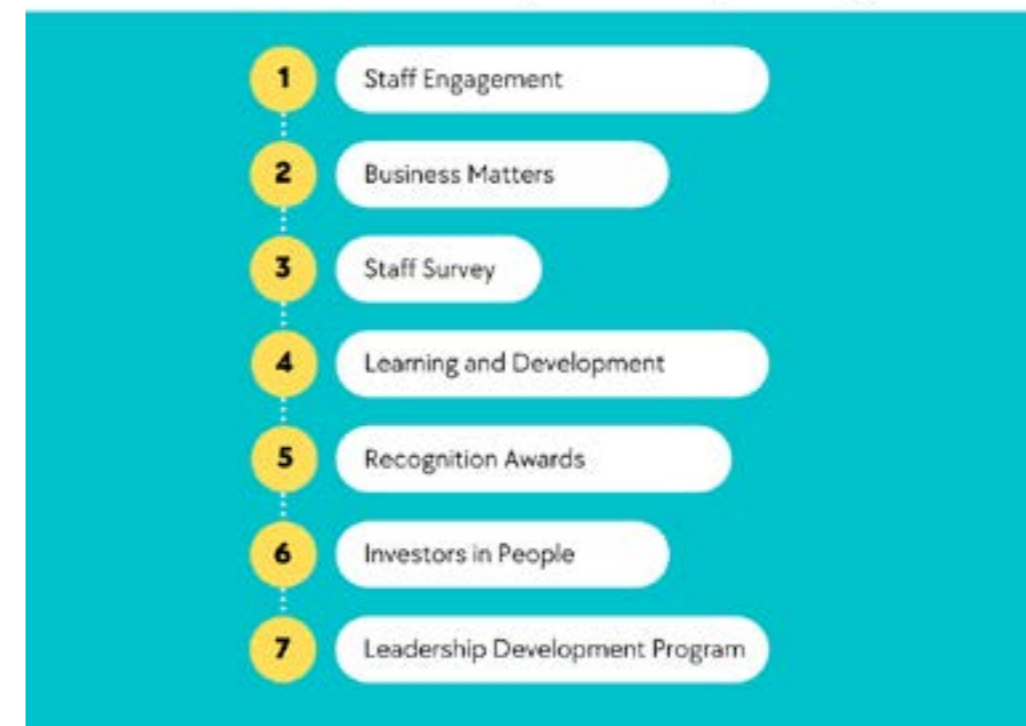 1 Staff Engagement
2 Business Matters
3 Staff Survey
4 Learning and Development
5 Recognition Awards
6 Investors in People
7 Leadership Development Program